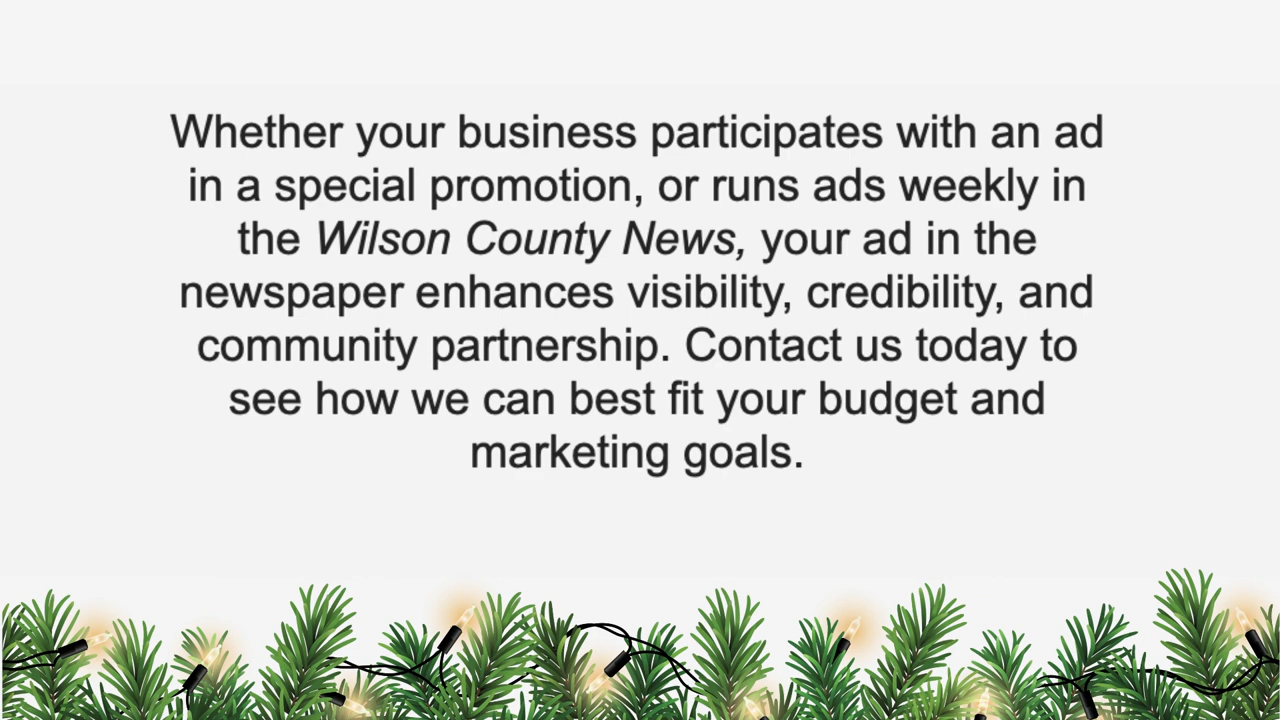 Whether your business participates with an ad
in a special promotion, or runs ads weekly in
the Wilson County News, your ad in the
newspaper enhances visibility, credibility, and
community partnership. Contact us today to
see how we can best fit your budget and
marketing goals.